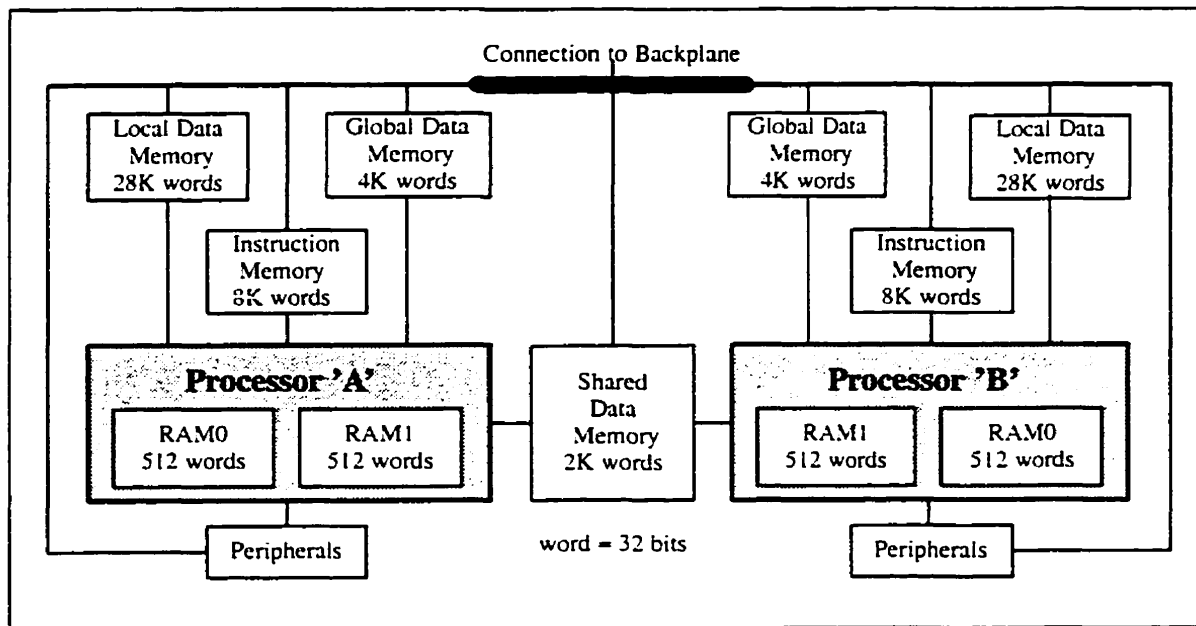 Connection to Backplane
Local Data
Memory
28K words
Global Data
Memory
4K words
Global Data
Memory
4K words
Local Data
Memory
28K words
Instruction
Memory
8K words
Instruction
Memory
8K words
Processor 'A'
RAM0
512 words
RAM1
512 words
Shared
Data
Memory
2K words
Processor 'B'
RAM1
512 words
RAM0
512 words
Peripherals
word = 32 bits
Peripherals